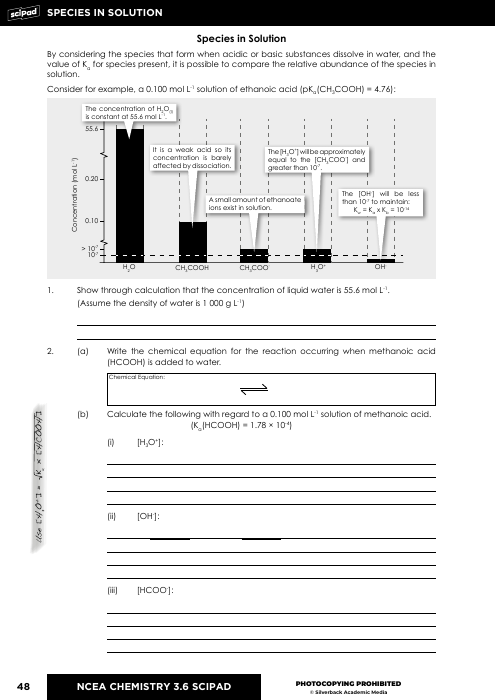 scipad SPECIES IN SOLUTION
Species in Solution
By considering the species that form when acidic or basic substances dissolve in water, and the
value of Kₐ for species present, it is possible to compare the relative abundance of the species in
solution.
Consider for example, a 0.100 mol L⁻¹ solution of ethanoic acid (pKₐ(CH₃COOH) = 4.76):
The concentration of H₂O₍ₗ₎
is constant at 55.6 mol L⁻¹.
55.6
It is a weak acid so its
concentration is barely
affected by dissociation.
The [H₃O⁺] will be approximately
equal to the [CH₃COO⁻] and
greater than 10⁻⁷.
A small amount of ethanoate
ions exist in solution.
The [OH⁻] will be less
than 10⁻⁷ to maintain:
Kw = Kₐ x K_b = 10⁻¹⁴
Concentration (mol L⁻¹)
0.20
0.10
> 10⁻⁷
10⁻⁷
H₂O CH₃COOH CH₃COO⁻ H₃O⁺ OH⁻
1. Show through calculation that the concentration of liquid water is 55.6 mol L⁻¹.
(Assume the density of water is 1 000 g L⁻¹)
2. (a) Write the chemical equation for the reaction occurring when methanoic acid
(HCOOH) is added to water.
Chemical Equation:
⇌
(b) Calculate the following with regard to a 0.100 mol L⁻¹ solution of methanoic acid.
(Kₐ(HCOOH) = 1.78 × 10⁻⁴)
(i) [H₃O⁺]:
(ii) [OH⁻]:
(iii) [HCOO⁻]:
48 NCEA CHEMISTRY 3.6 SCIPAD
PHOTOCOPYING PROHIBITED
© Silverback Academic Media